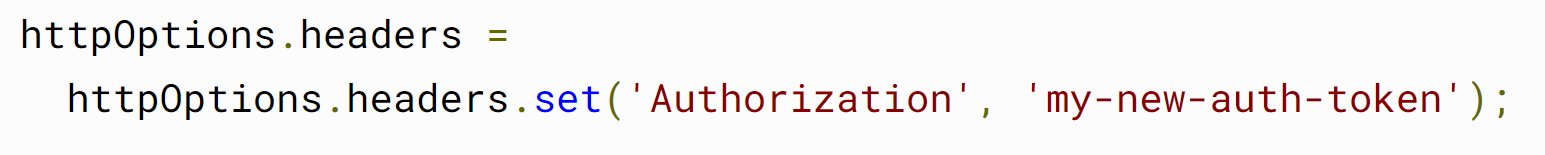 httpOptions.headers =
  httpOptions.headers.set('Authorization', 'my-new-auth-token');